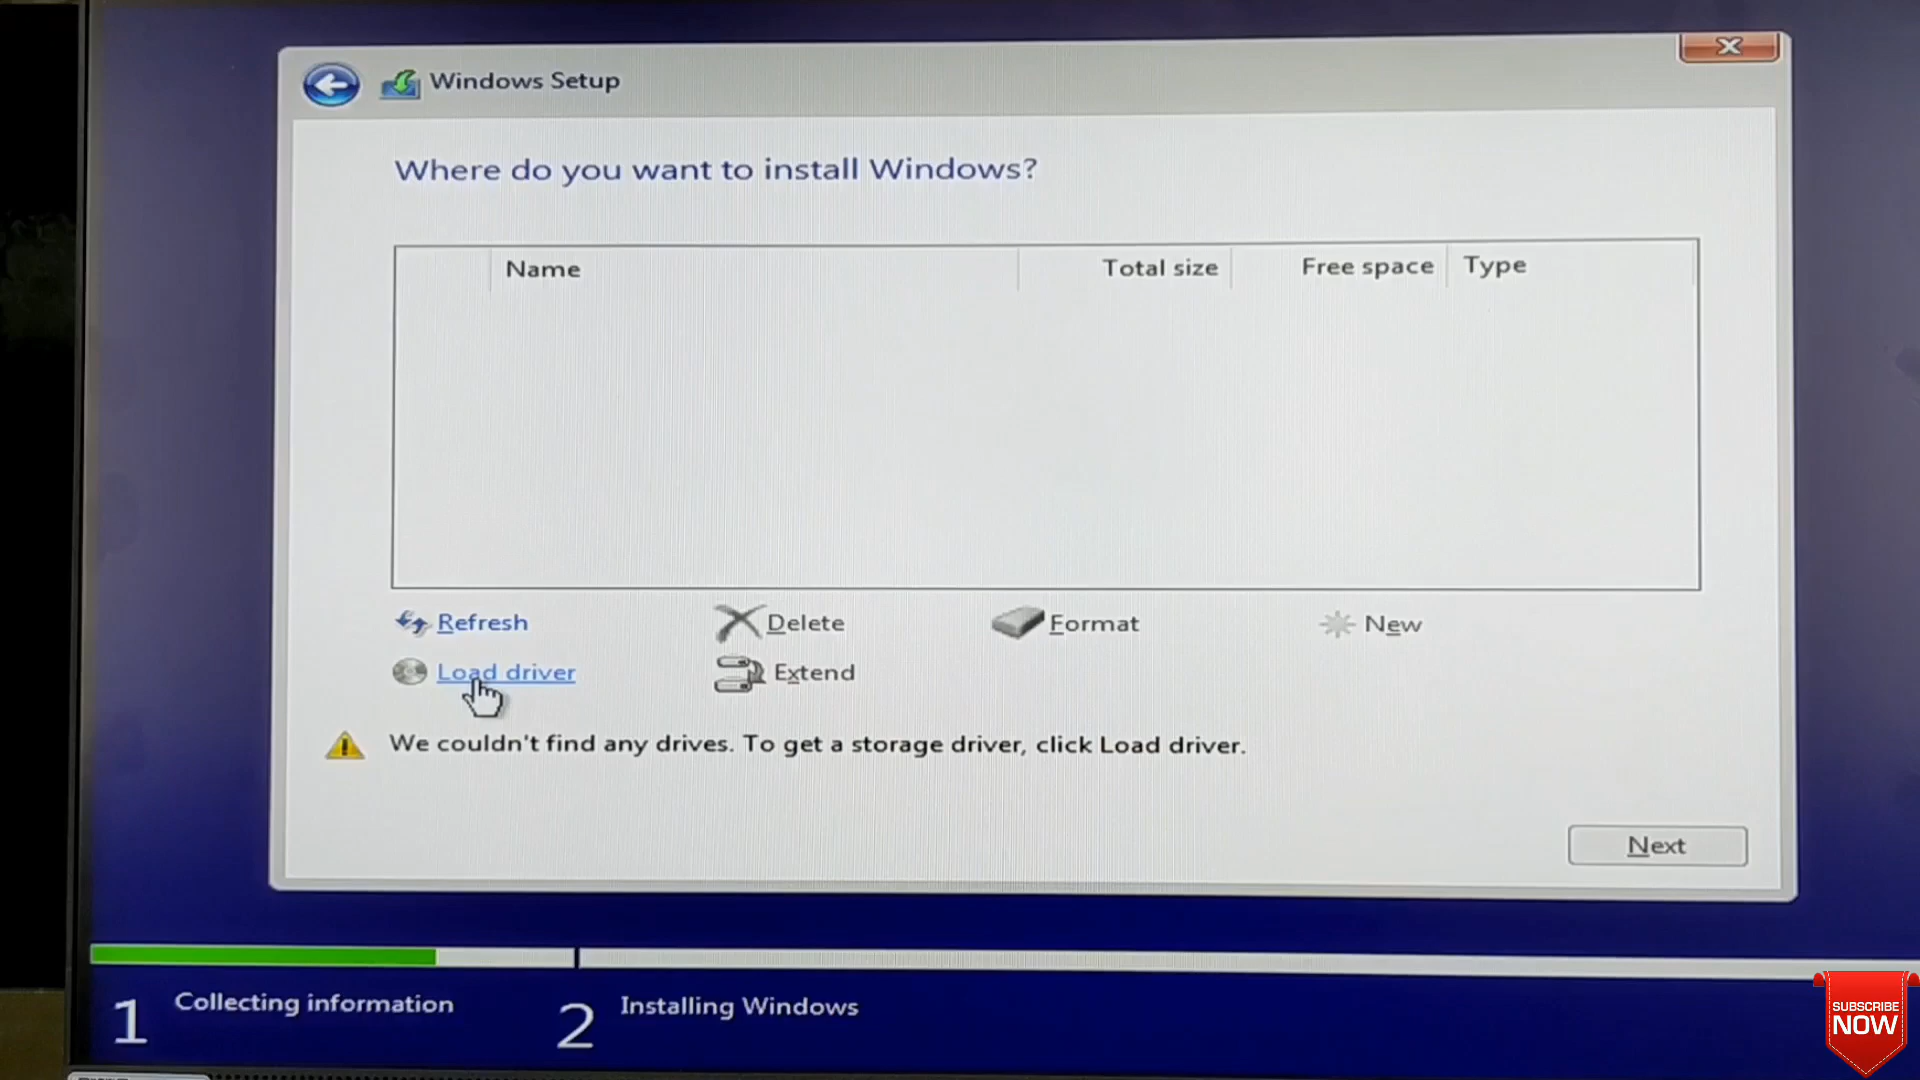 Windows Setup
Where do you want to install Windows?
Name Total size Free space Type
Refresh Delete Format New
Load driver Extend
We couldn't find any drives. To get a storage driver, click Load driver.
Next
1 Collecting information 2 Installing Windows
SUBSCRIBE
NOW